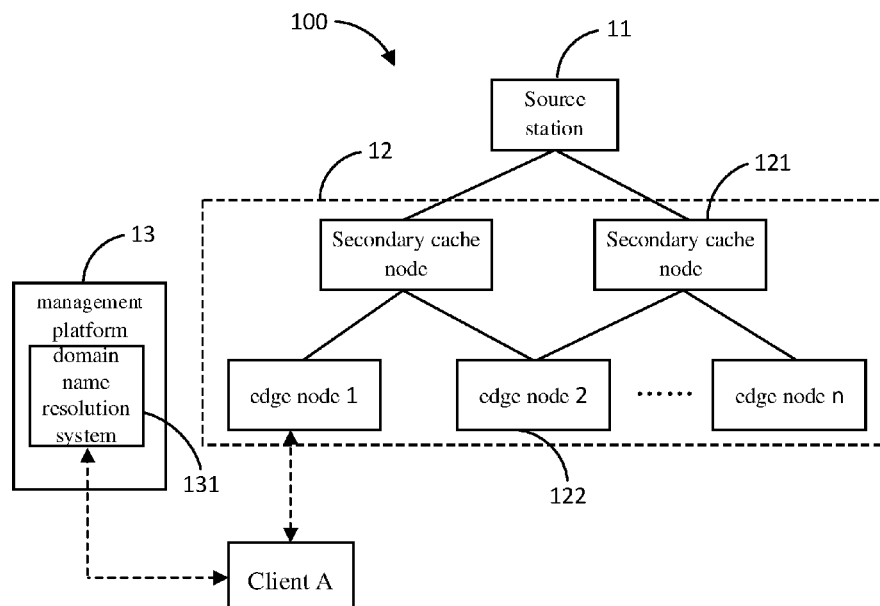 100
11
Source
station
12
121
Secondary cache
node
Secondary cache
node
13
management
platform
domain
name
resolution
system
131
edge node 1
edge node 2
······
edge node n
122
Client A